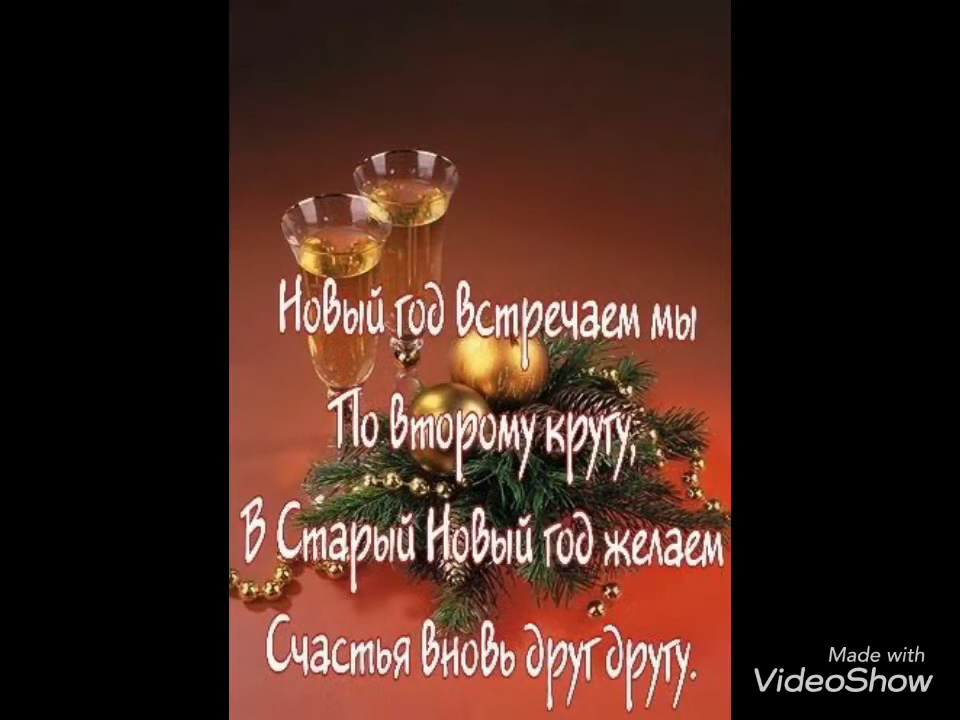 Новый год встречаем мы
По второму кругу,
В Старый Новый год желаем
Счастья вновь друг другу.
Made with
VideoShow